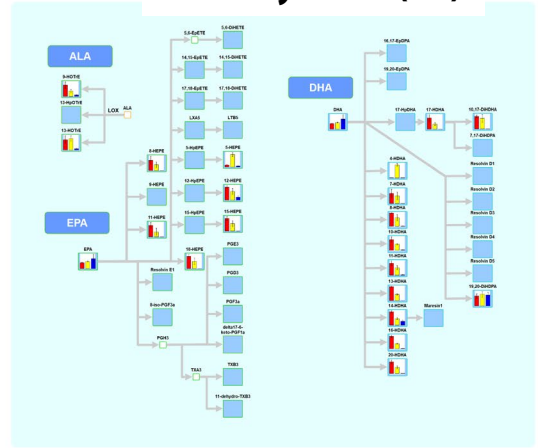 5,6-EpETE
5,6-DiHETE
ALA
14,15-EpETE
14,15-DiHETE
9-HOTrE
17,18-EpETE
17,18-DiHETE
13-HpOTrE
LOX
ALA
LXA5
LTB5
13-HOTrE
8-HEPE
5-HpEPE
5-HEPE
9-HEPE
12-HpEPE
12-HEPE
EPA
11-HEPE
15-HpEPE
15-HEPE
EPA
18-HEPE
PGE3
Resolvin E1
PGD3
8-iso-PGF3a
PGF3a
PGH3
delta17-6-
keto-PGF1a
TXA3
TXB3
11-dehydro-TXB3
16,17-EpDPA
19,20-EpDPA
DHA
DHA
17-HpDHA
17-HDHA
10,17-DiHDHA
7,17-DiHDPA
4-HDHA
Resolvin D1
7-HDHA
Resolvin D2
8-HDHA
Resolvin D3
10-HDHA
Resolvin D4
11-HDHA
Resolvin D5
13-HDHA
19,20-DiHDPA
14-HDHA
Maresin1
16-HDHA
20-HDHA